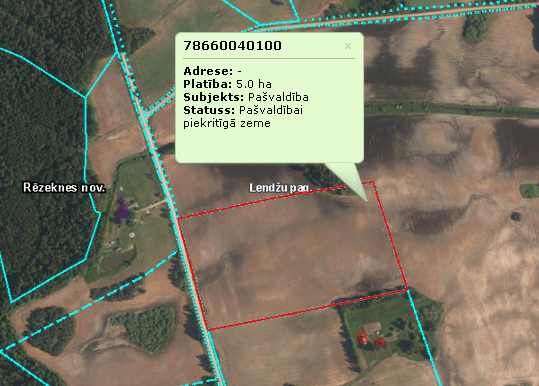 78660040100
×
Adrese: -
Platība: 5.0 ha
Subjekts: Pašvaldība
Statuss: Pašvaldībai
piekritīgā zeme
Rēzeknes nov.
Lendžu pag.